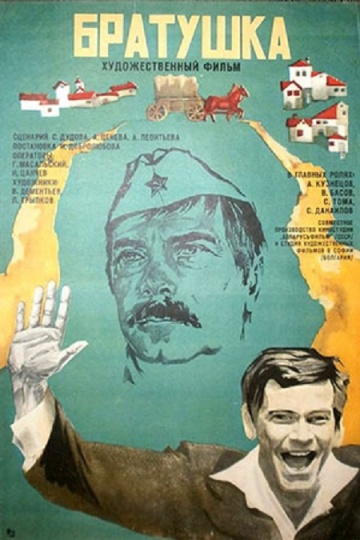 БРАТУШКА
ХУДОЖЕСТВЕННЫЙ ФИЛЬМ
СЦЕНАРИЙ С. ДУДОВА, А. ЦЕНЕВА, А. ЛЕОНТЬЕВА
ПОСТАНОВКА И. ДОБРОЛЮБОВА
ОПЕРАТОРЫ
Г. МАСАЛЬСКИЙ,
И. ЦАНЧЕВ
ХУДОЖНИКИ:
В. ДЕМЕНТЬЕВ
П. ГРЫПКОВ
В ГЛАВНЫХ РОЛЯХ:
А. КУЗНЕЦОВ,
В. БАСОВ,
С. ТОМА,
С. ДАНАИЛОВ
СОВМЕСТНОЕ
ПРОИЗВОДСТВО КИНОСТУДИИ
„БЕЛАРУСЬФИЛЬМ" (СССР)
И СТУДИИ ХУДОЖЕСТВЕННЫХ
ФИЛЬМОВ В СОФИИ
(БОЛГАРИЯ)